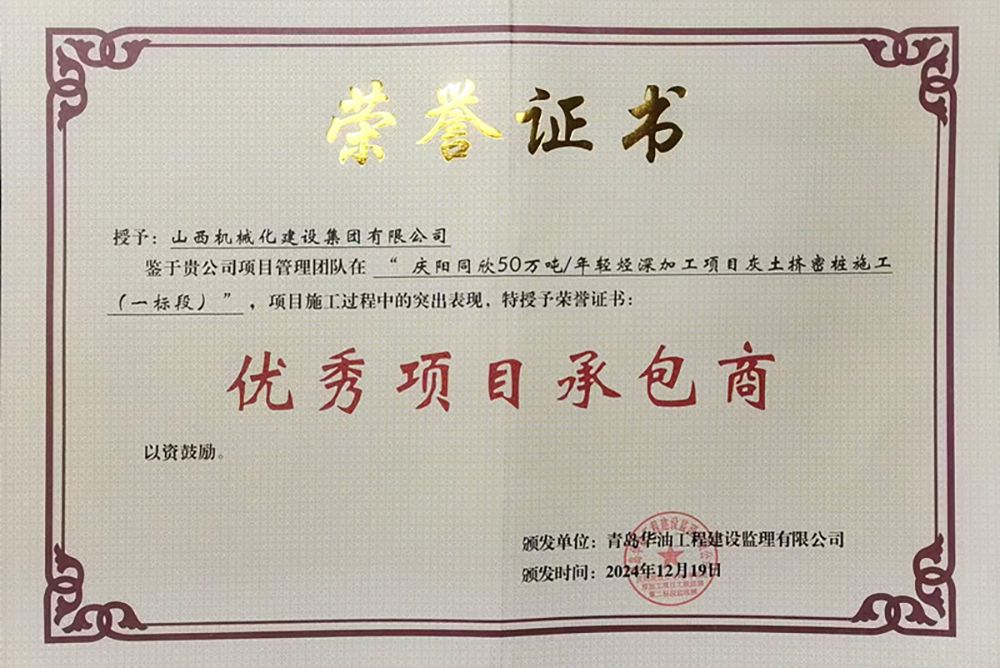 荣誉证书
授予：山西机械化建设集团有限公司
鉴于贵公司项目管理团队在“庆阳同欣50万吨/年轻烃深加工项目灰土挤密桩施工
（一标段）”，项目施工过程中的突出表现，特授予荣誉证书：
优秀项目承包商
以资鼓励。
颁发单位：青岛华油工程建设监理有限公司
颁发时间：2024年12月19日